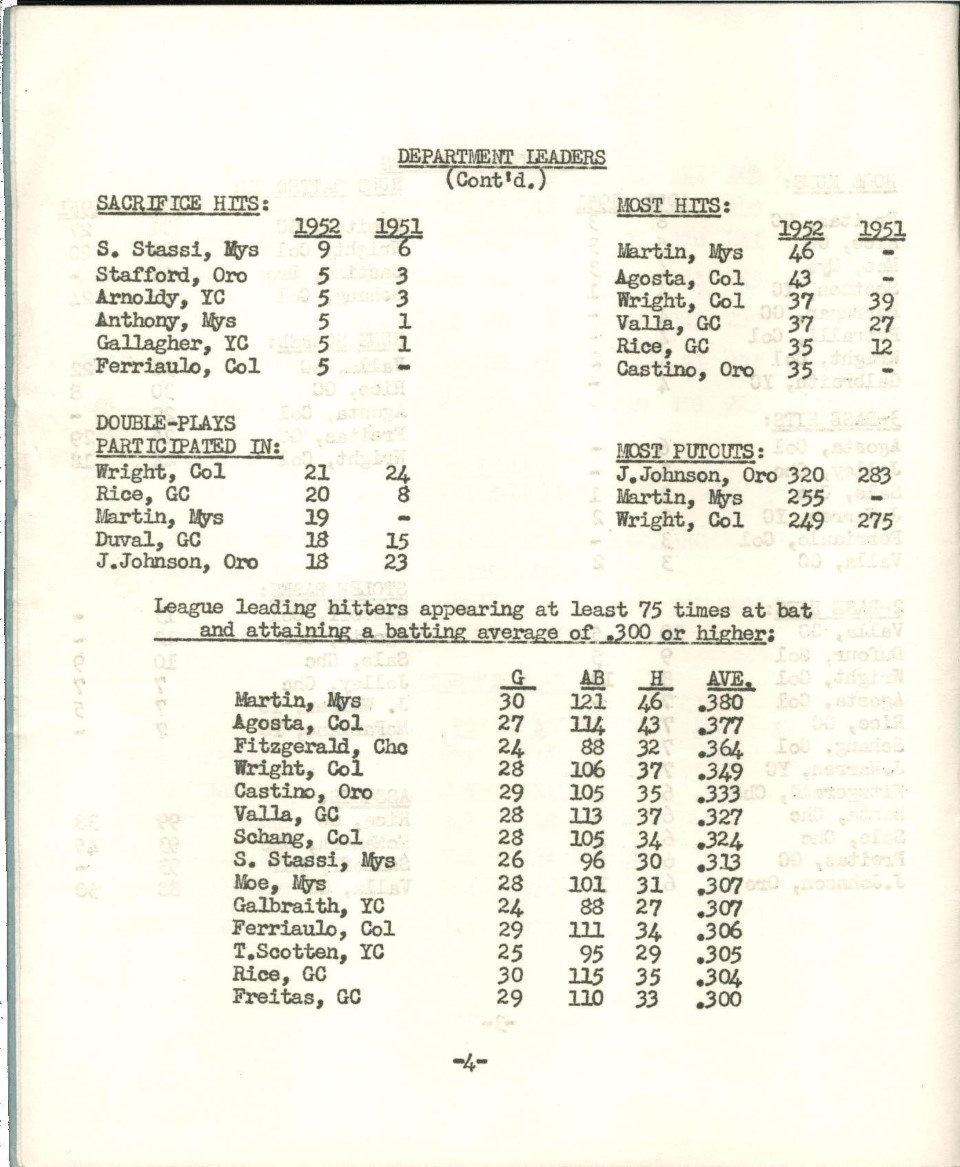 DEPARTMENT LEADERS
(Cont'd.)
SACRIFICE HITS:
1952 1951
S. Stassi, Mys 9 6
Stafford, Oro 5 3
Arnoldy, YC 5 3
Anthony, Mys 5 1
Gallagher, YC 5 1
Ferriaulo, Col 5 -
MOST HITS:
1952 1951
Martin, Mys 46 -
Agosta, Col 43 -
Wright, Col 37 39
Valla, GC 37 27
Rice, GC 35 12
Castino, Oro 35 -
DOUBLE-PLAYS
PARTICIPATED IN:
Wright, Col 21 24
Rice, GC 20 8
Martin, Mys 19 -
Duval, GC 18 15
J.Johnson, Oro 18 23
MOST PUTOUTS:
J.Johnson, Oro 320 283
Martin, Mys 255 -
Wright, Col 249 275
League leading hitters appearing at least 75 times at bat
and attaining a batting average of .300 or higher:
G AB H AVE.
Martin, Mys 30 121 46 .380
Agosta, Col 27 114 43 .377
Fitzgerald, Cho 24 88 32 .364
Wright, Col 28 106 37 .349
Castino, Oro 29 105 35 .333
Valla, GC 28 113 37 .327
Schang, Col 28 105 34 .324
S. Stassi, Mys 26 96 30 .313
Moe, Mys 28 101 31 .307
Galbraith, YC 24 88 27 .307
Ferriaulo, Col 29 111 34 .306
T.Scotten, YC 25 95 29 .305
Rice, GC 30 115 35 .304
Freitas, GC 29 110 33 .300
-4-